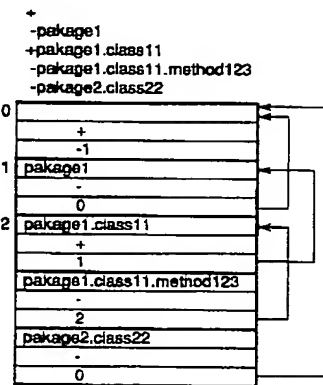 +
-pakage1
+pakage1.class11
-pakage1.class11.method123
-pakage2.class22
0
+
-1
1 pakage1
-
0
2 pakage1.class11
+
1
pakage1.class11.method123
-
2
pakage2.class22
-
0